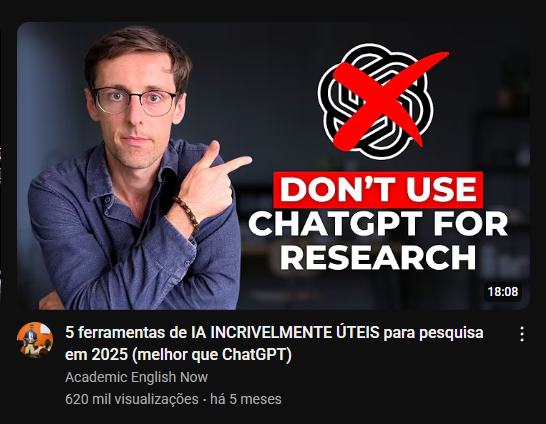 DON'T USE
CHATGPT FOR
RESEARCH
18:08
5 ferramentas de IA INCRIVELMENTE ÚTEIS para pesquisa
em 2025 (melhor que ChatGPT)
Academic English Now
620 mil visualizações • há 5 meses